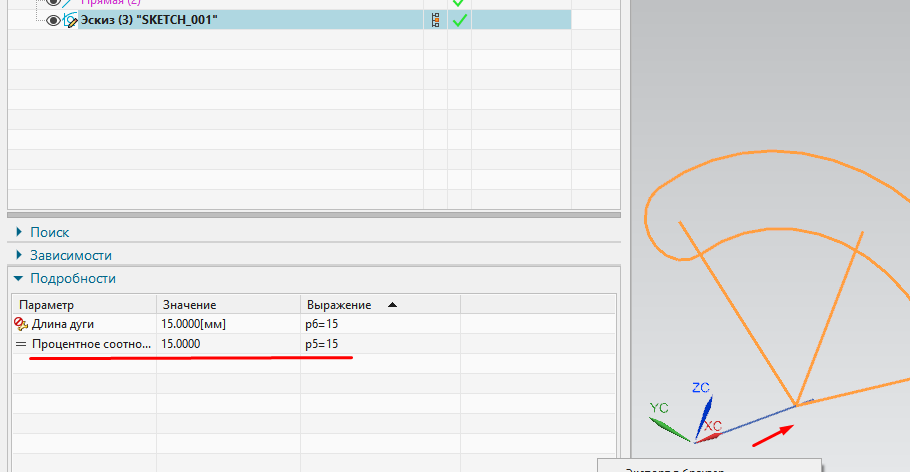 Прямая (2)
Эскиз (3) "SKETCH_001"
Поиск
Зависимости
Подробности
Параметр Значение Выражение
Длина дуги 15.0000[мм] p6=15
Процентное соотно... 15.0000 p5=15
ZC
YC
XC